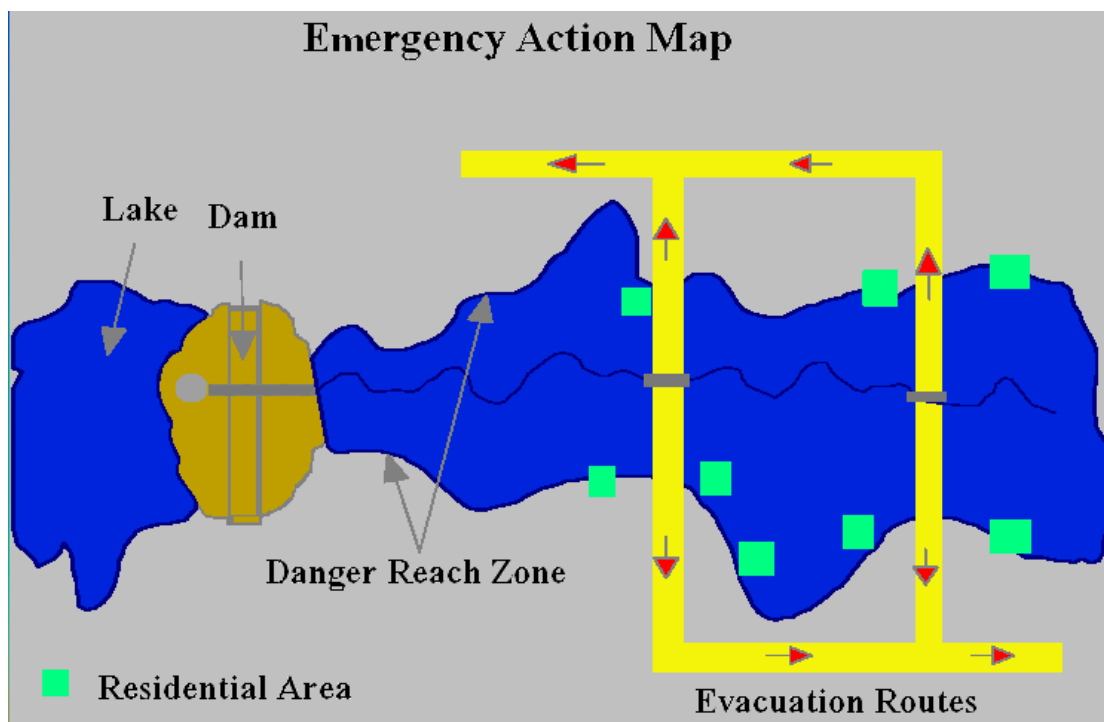 Emergency Action Map
Lake
Dam
Danger Reach Zone
Residential Area
Evacuation Routes